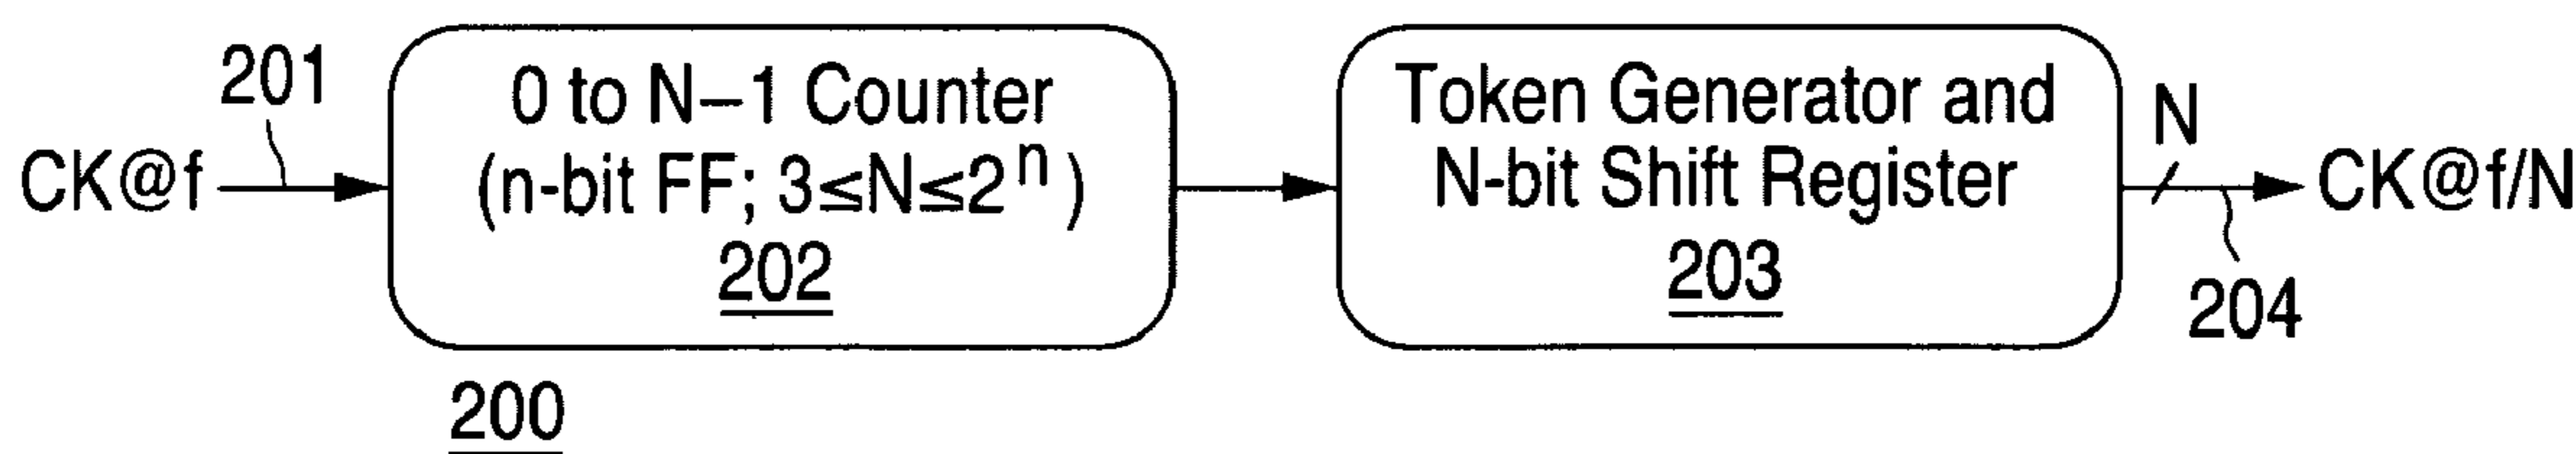 201
CK@f
0 to N–1 Counter
(n-bit FF; 3≤N≤2ⁿ)
202
Token Generator and
N-bit Shift Register
203
N
CK@f/N
204
200